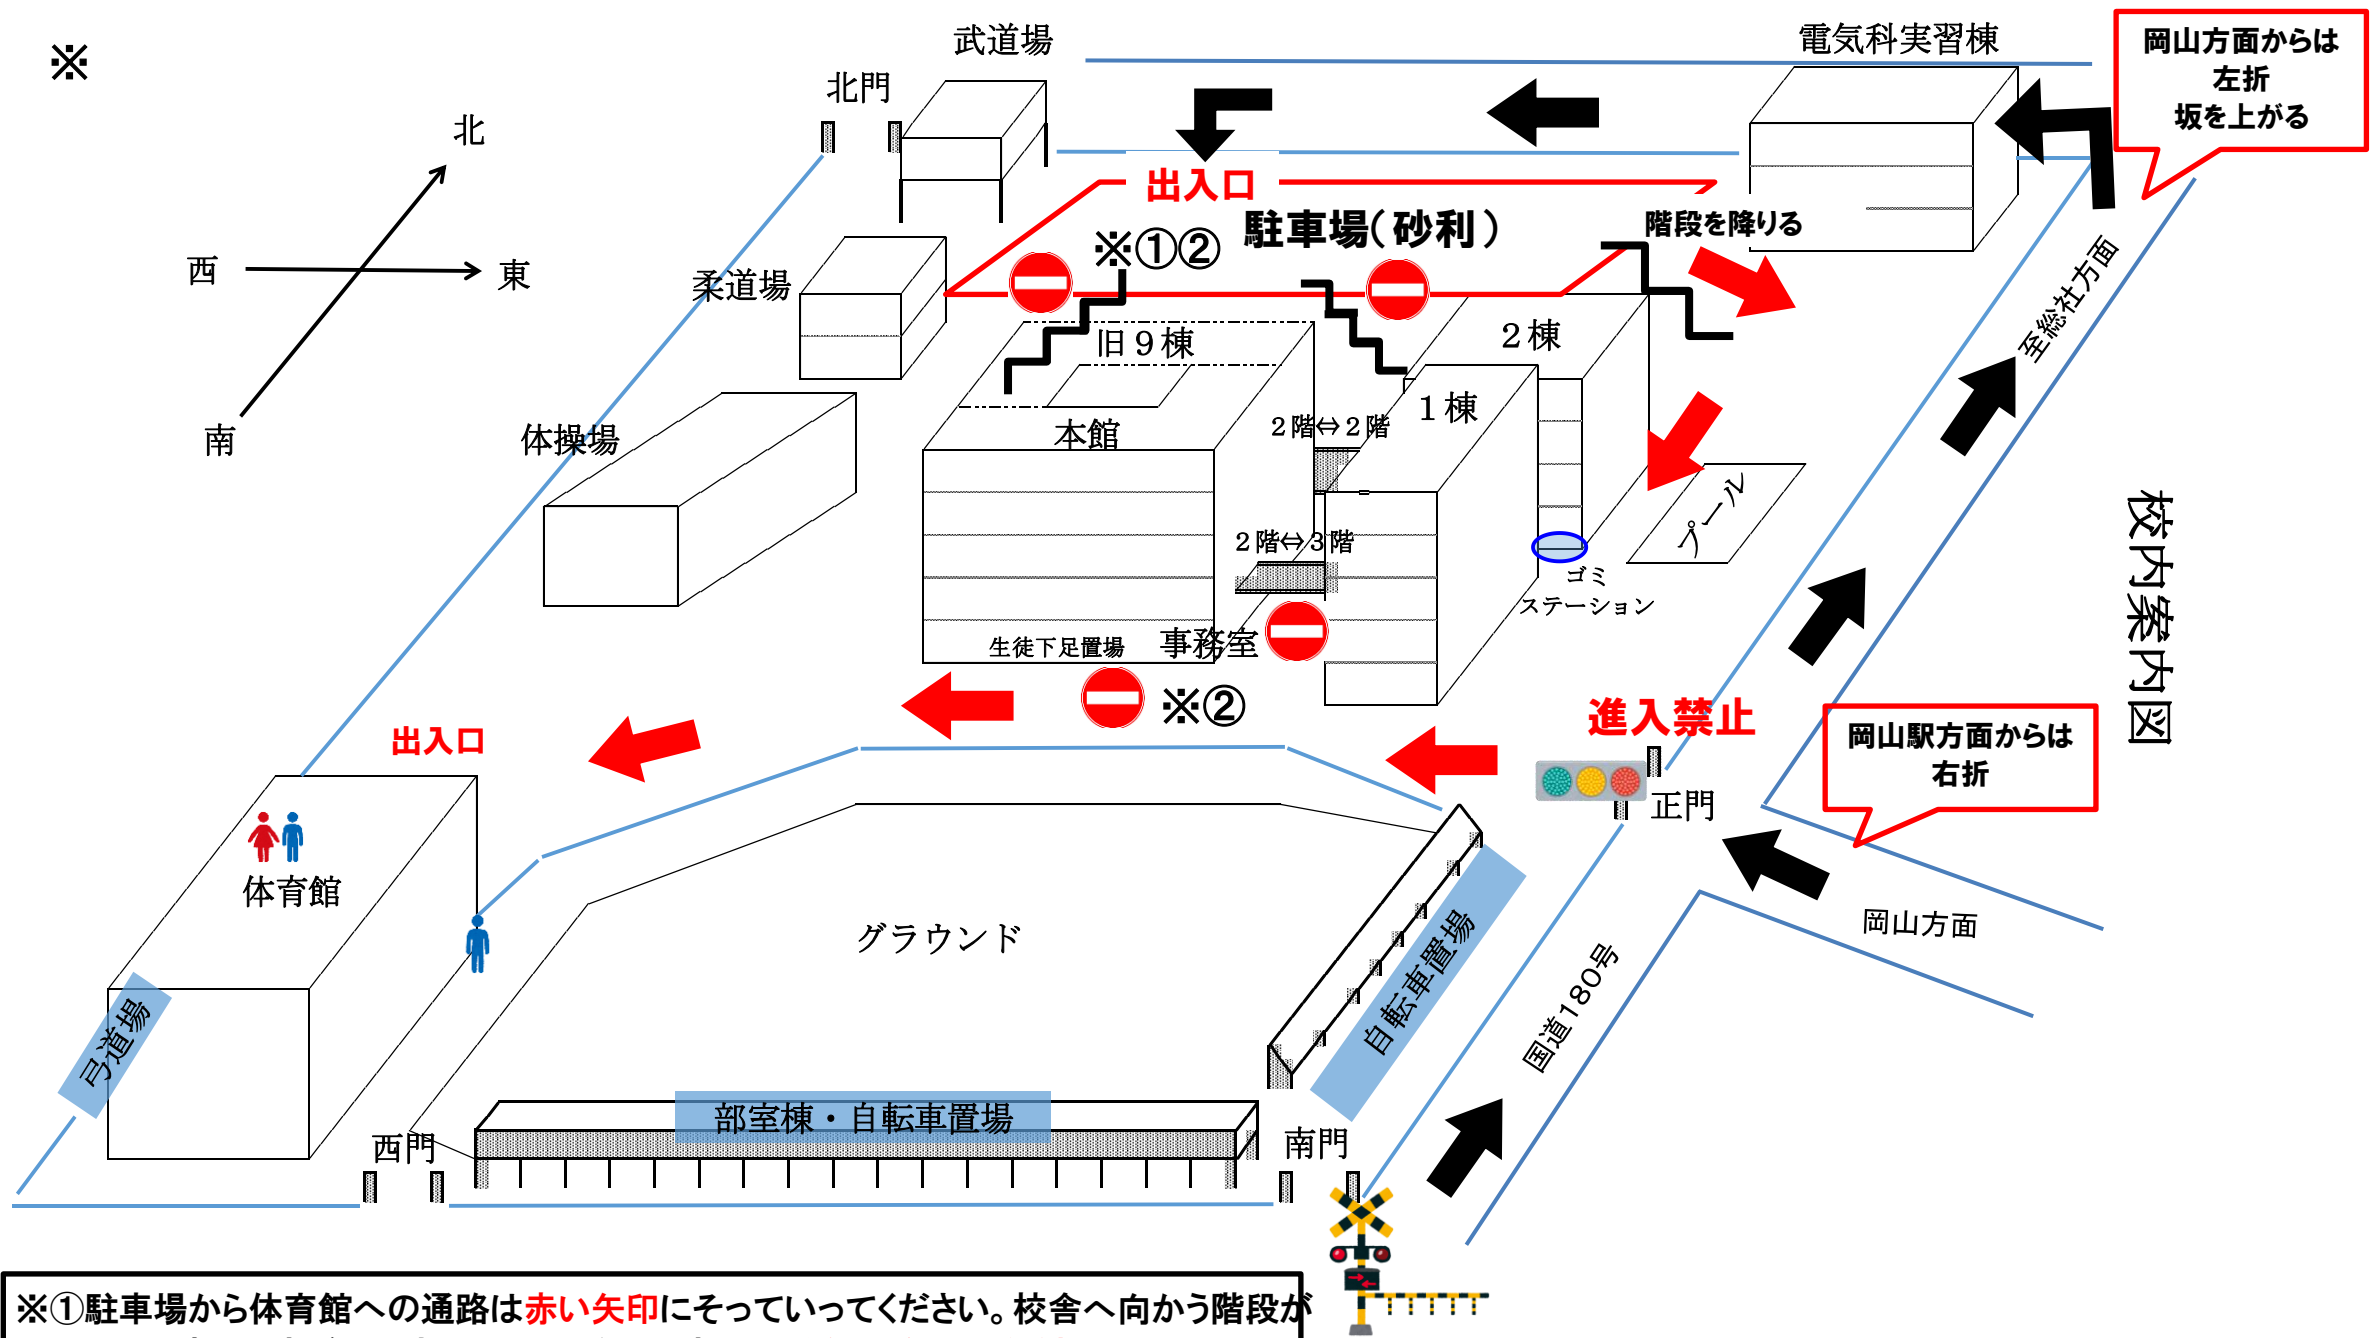 ※
武道場
電気科実習棟
岡山方面からは
左折
坂を上がる
北門
北
西
東
南
出入口
駐車場(砂利)
階段を降りる
※①②
柔道場
至総社方面
旧9棟
2棟
1棟
本館
2階⇔2階
体操場
プール
校内案内図
2階⇔3階
ゴミ
ステーション
生徒下足置場
事務室
※②
進入禁止
岡山駅方面からは
右折
出入口
正門
体育館
グラウンド
自転車置場
岡山方面
国道180号
弓道場
部室棟・自転車置場
西門
南門
※①駐車場から体育館への通路は赤い矢印にそっていってください。校舎へ向かう階段が